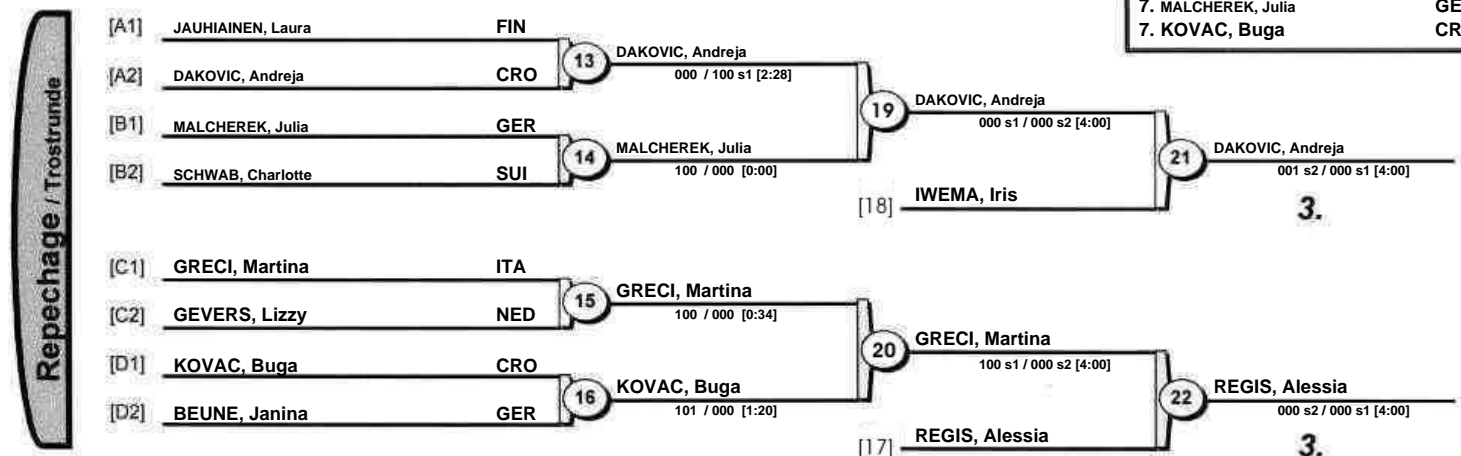 7. MALCHEREK, Julia GE
7. KOVAC, Buga CR
Repechage / Trostrunde
[A1] JAUHIAINEN, Laura FIN
[A2] DAKOVIC, Andreja CRO
13
DAKOVIC, Andreja
000 / 100 s1 [2:28]
[B1] MALCHEREK, Julia GER
[B2] SCHWAB, Charlotte SUI
14
MALCHEREK, Julia
100 / 000 [0:00]
19
DAKOVIC, Andreja
000 s1 / 000 s2 [4:00]
[18] IWEMA, Iris
21
DAKOVIC, Andreja
001 s2 / 000 s1 [4:00]
3.
[C1] GRECI, Martina ITA
[C2] GEVERS, Lizzy NED
15
GRECI, Martina
100 / 000 [0:34]
[D1] KOVAC, Buga CRO
[D2] BEUNE, Janina GER
16
KOVAC, Buga
101 / 000 [1:20]
20
GRECI, Martina
100 s1 / 000 s2 [4:00]
[17] REGIS, Alessia
22
REGIS, Alessia
000 s2 / 000 s1 [4:00]
3.